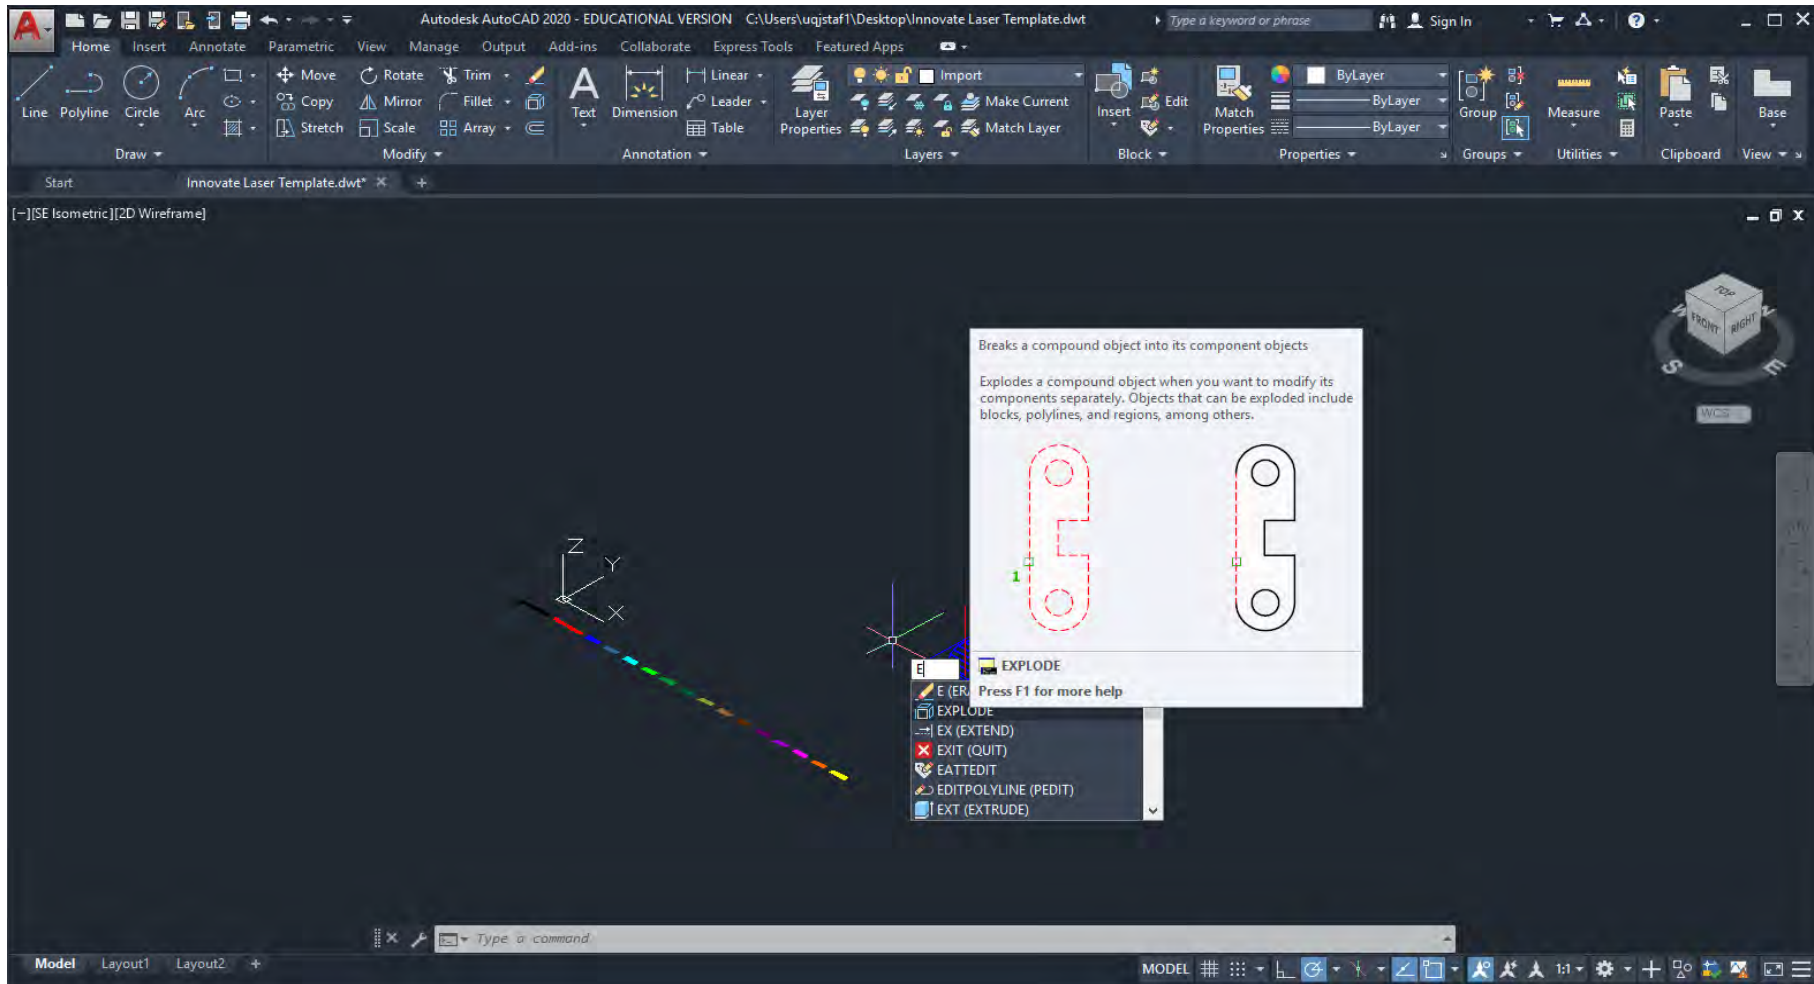 Autodesk AutoCAD 2020 - EDUCATIONAL VERSION C:\Users\uqjstaf1\Desktop\Innovate Laser Template.dwt
Type a keyword or phrase
Sign In
Home Insert Annotate Parametric View Manage Output Add-ins Collaborate Express Tools Featured Apps
Line Polyline Circle Arc
Draw
Move Rotate Trim
Copy Mirror Fillet
Stretch Scale Array
Modify
Text Dimension
Linear
Leader
Table
Annotation
Layer Properties
Import
Make Current
Match Layer
Layers
Insert
Edit
Block
Match Properties
ByLayer
ByLayer
ByLayer
Properties
Group
Groups
Measure
Utilities
Paste
Clipboard
Base
View
Start Innovate Laser Template.dwt*
[−][SE Isometric][2D Wireframe]
TOP
FRONT RIGHT
S E
WCS
Breaks a compound object into its component objects
Explodes a compound object when you want to modify its
components separately. Objects that can be exploded include
blocks, polylines, and regions, among others.
1
EXPLODE
Press F1 for more help
Z
Y
X
E
E (ER
EXPLODE
EX (EXTEND)
EXIT (QUIT)
EATTEDIT
EDITPOLYLINE (PEDIT)
EXT (EXTRUDE)
Type a command
Model Layout1 Layout2 +
MODEL 1:1